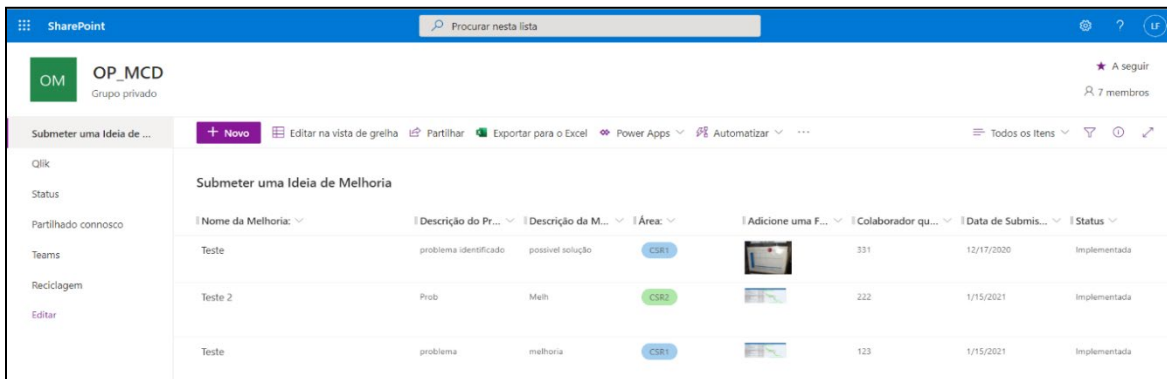 SharePoint
Procurar nesta lista
?
LF
OM
OP_MCD
Grupo privado
★ A seguir
7 membros
Submeter uma Ideia de ...
Qlik
Status
Partilhado connosco
Teams
Reciclagem
Editar
+ Novo Editar na vista de grelha Partilhar Exportar para o Excel Power Apps Automatizar ... Todos os Itens
Submeter uma Ideia de Melhoria
Nome da Melhoria: Descrição do Pr... Descrição da M... Área: Adicione uma F... Colaborador qu... Data de Submis... Status
Teste problema identificado possivel solução CSR1 331 12/17/2020 Implementada
Teste 2 Prob Melh CSR2 222 1/15/2021 Implementada
Teste problema melhoria CSR1 123 1/15/2021 Implementada